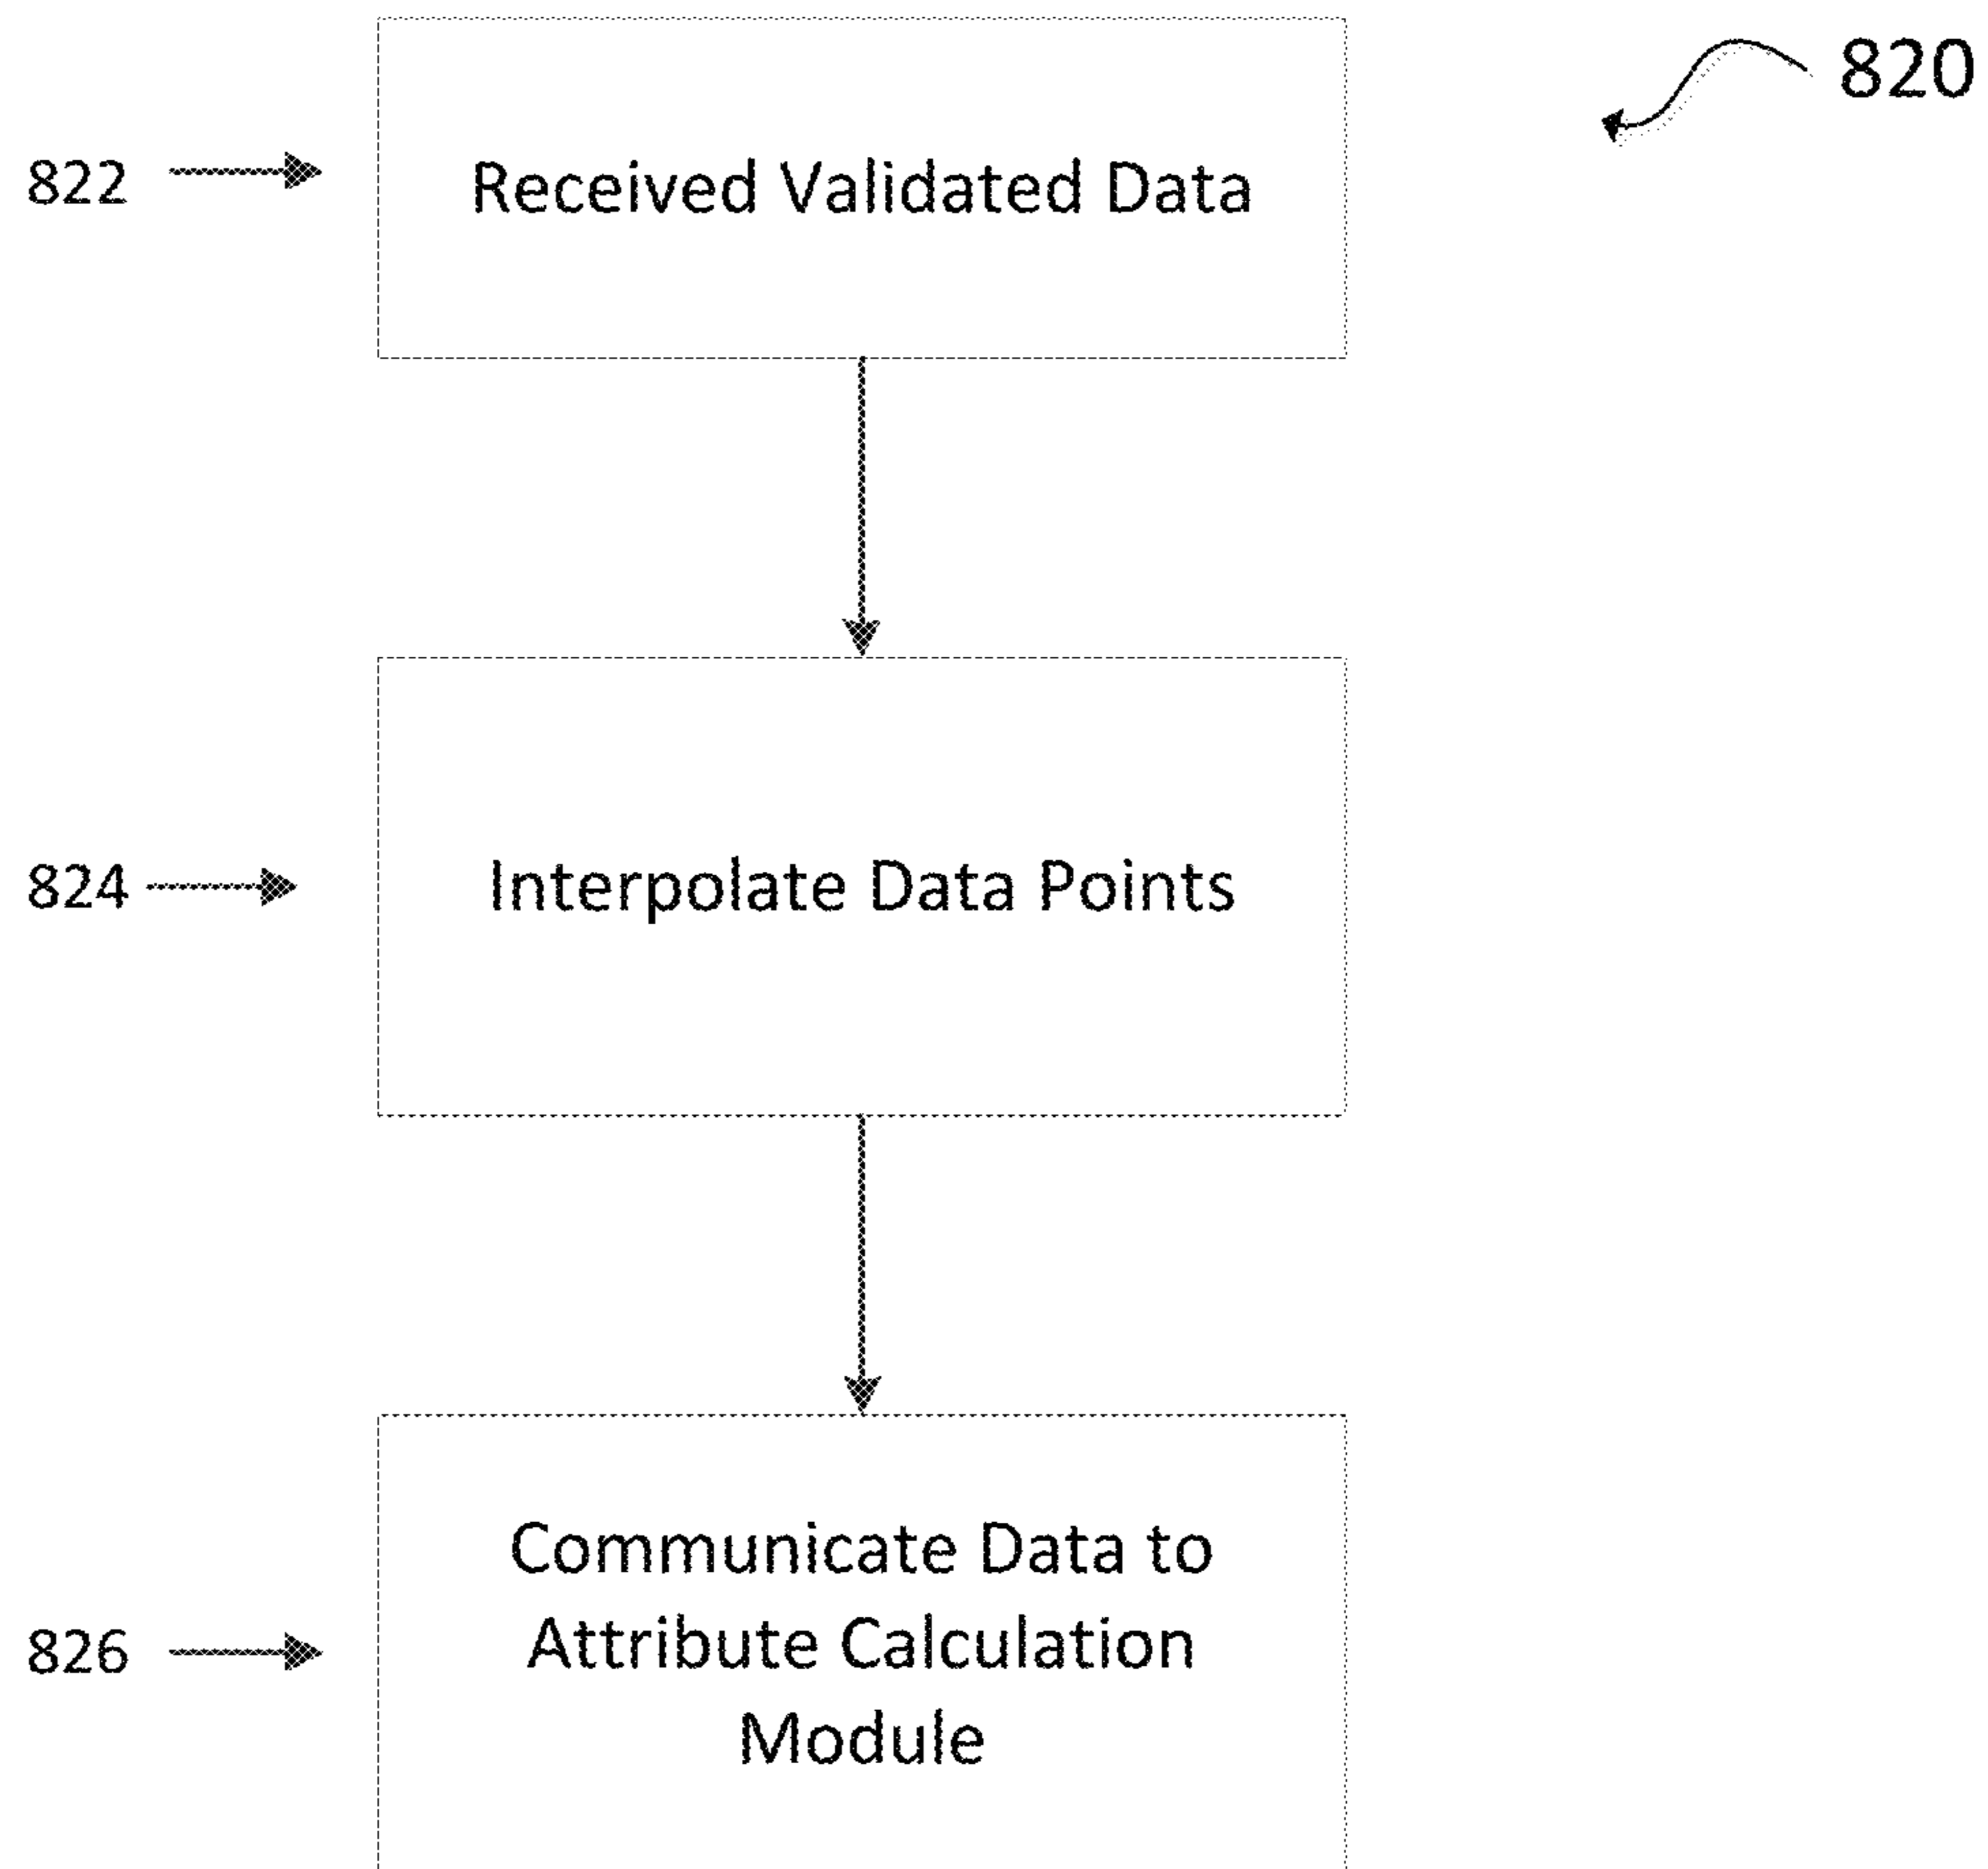 820
822
Received Validated Data
824
Interpolate Data Points
826
Communicate Data to
Attribute Calculation
Module